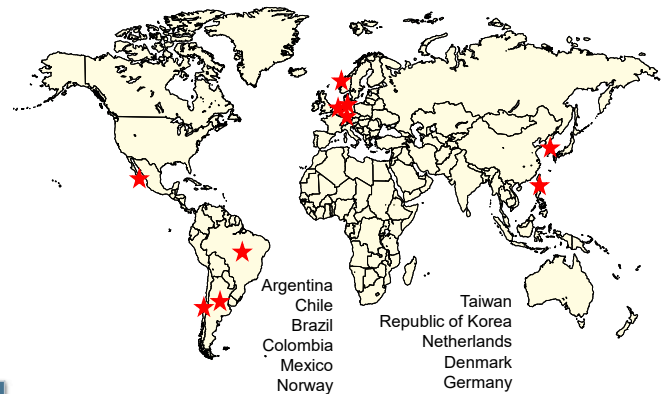 Argentina
Chile
Brazil
Colombia
Mexico
Norway
Taiwan
Republic of Korea
Netherlands
Denmark
Germany